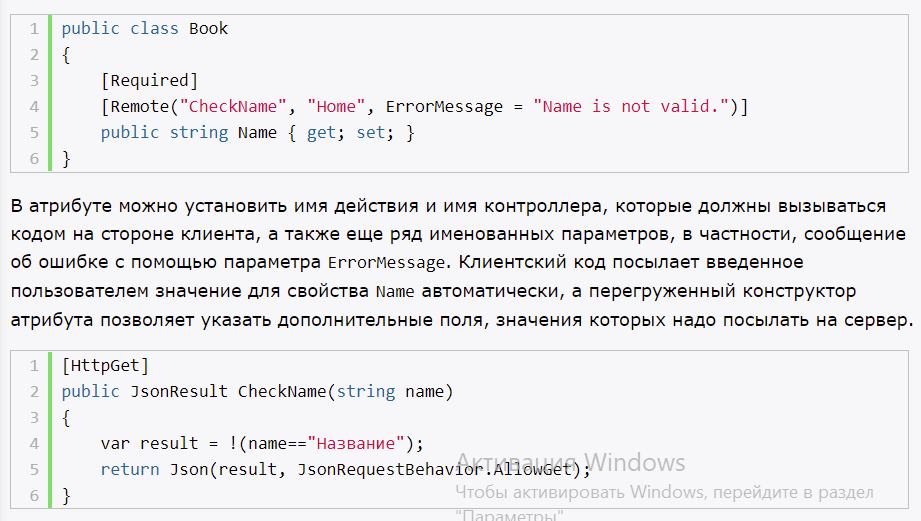 1 public class Book
2 {
3 [Required]
4 [Remote("CheckName", "Home", ErrorMessage = "Name is not valid.")]
5 public string Name { get; set; }
6 }
В атрибуте можно установить имя действия и имя контроллера, которые должны вызываться
кодом на стороне клиента, а также еще ряд именованных параметров, в частности, сообщение
об ошибке с помощью параметра ErrorMessage. Клиентский код посылает введенное
пользователем значение для свойства Name автоматически, а перегруженный конструктор
атрибута позволяет указать дополнительные поля, значения которых надо посылать на сервер.
1 [HttpGet]
2 public JsonResult CheckName(string name)
3 {
4 var result = !(name=="Название");
5 return Json(result, JsonRequestBehavior.AllowGet);
6 }
Активация Windows
Чтобы активировать Windows, перейдите в раздел
"Параметры"